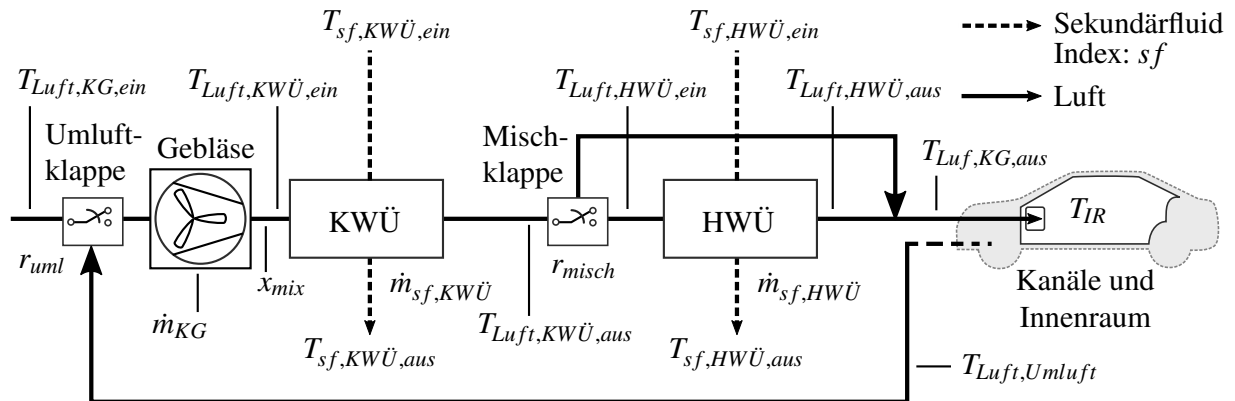 T_{sf,KWÜ,ein}
T_{sf,HWÜ,ein}
Sekundärfluid
Index: sf
Luft
T_{Luft,KG,ein}
T_{Luft,KWÜ,ein}
T_{Luft,HWÜ,ein}
T_{Luft,HWÜ,aus}
Umluft-
klappe
Gebläse
Misch-
klappe
T_{Luf,KG,aus}
KWÜ
HWÜ
T_{IR}
r_{uml}
x_{mix}
ṁ_{sf,KWÜ}
r_{misch}
ṁ_{sf,HWÜ}
Kanäle und
Innenraum
ṁ_{KG}
T_{sf,KWÜ,aus}
T_{Luft,KWÜ,aus}
T_{sf,HWÜ,aus}
T_{Luft,Umluft}